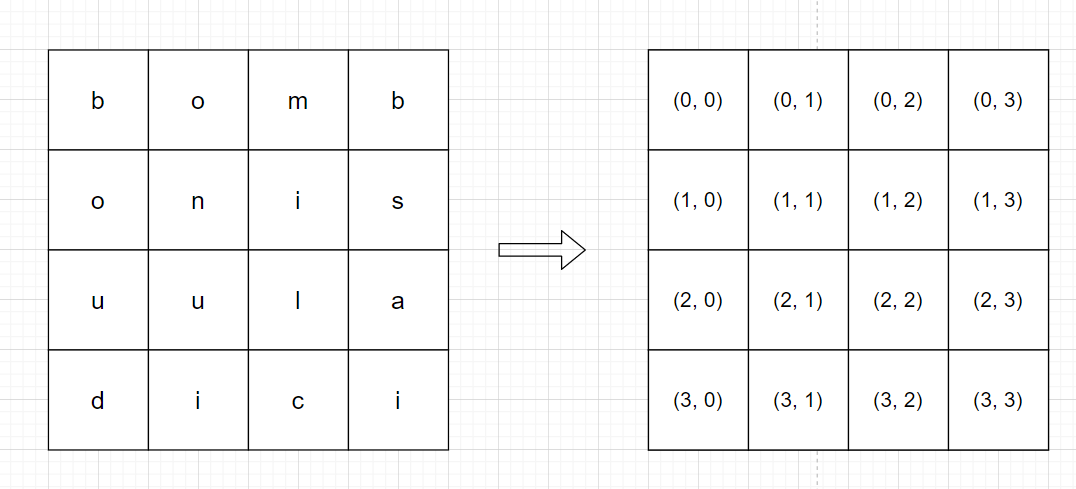 b o m b (0, 0) (0, 1) (0, 2) (0, 3)
o n i s (1, 0) (1, 1) (1, 2) (1, 3)
u u l a (2, 0) (2, 1) (2, 2) (2, 3)
d i c i (3, 0) (3, 1) (3, 2) (3, 3)